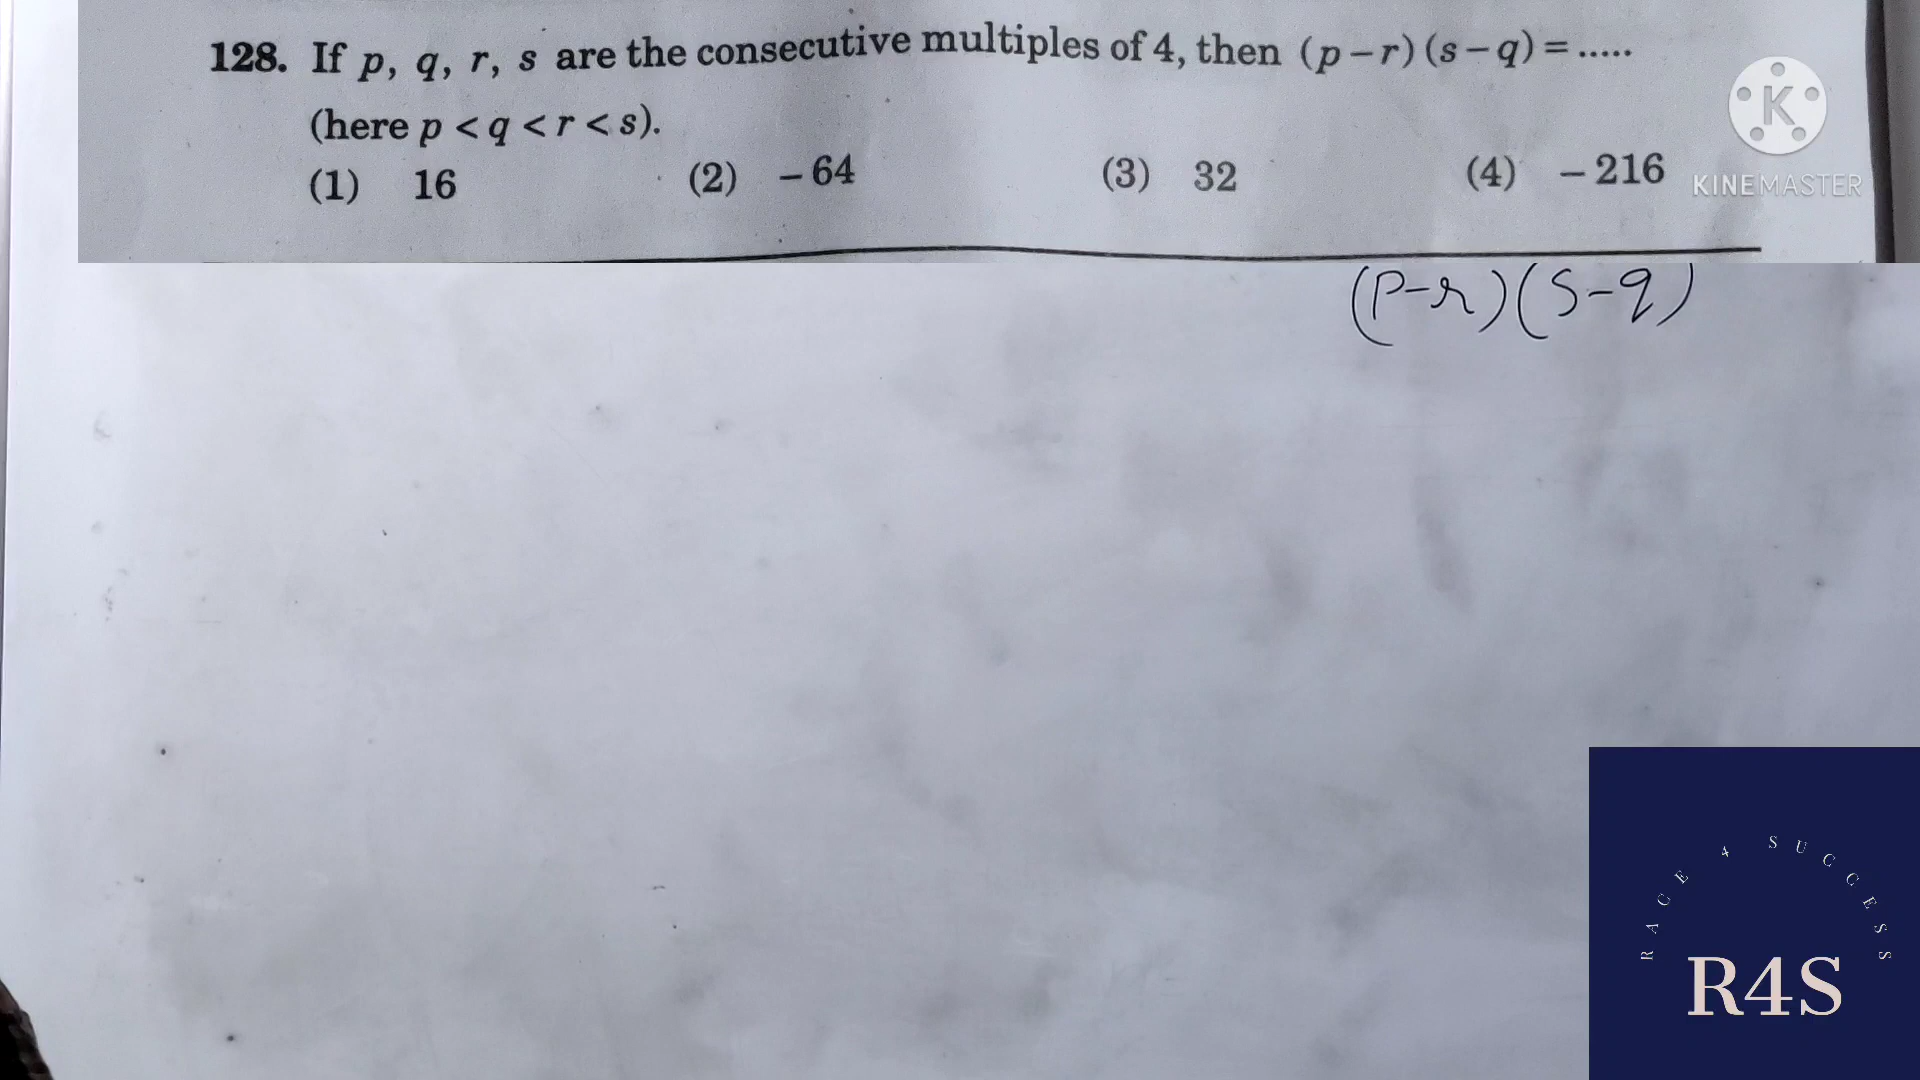 128. If p, q, r, s are the consecutive multiples of 4, then (p – r) (s – q) = .....
(here p < q < r < s).
(1) 16 (2) – 64 (3) 32 (4) – 216
K
KINEMASTER
(p-r)(s-q)
RACE 4 SUCCESS
R4S